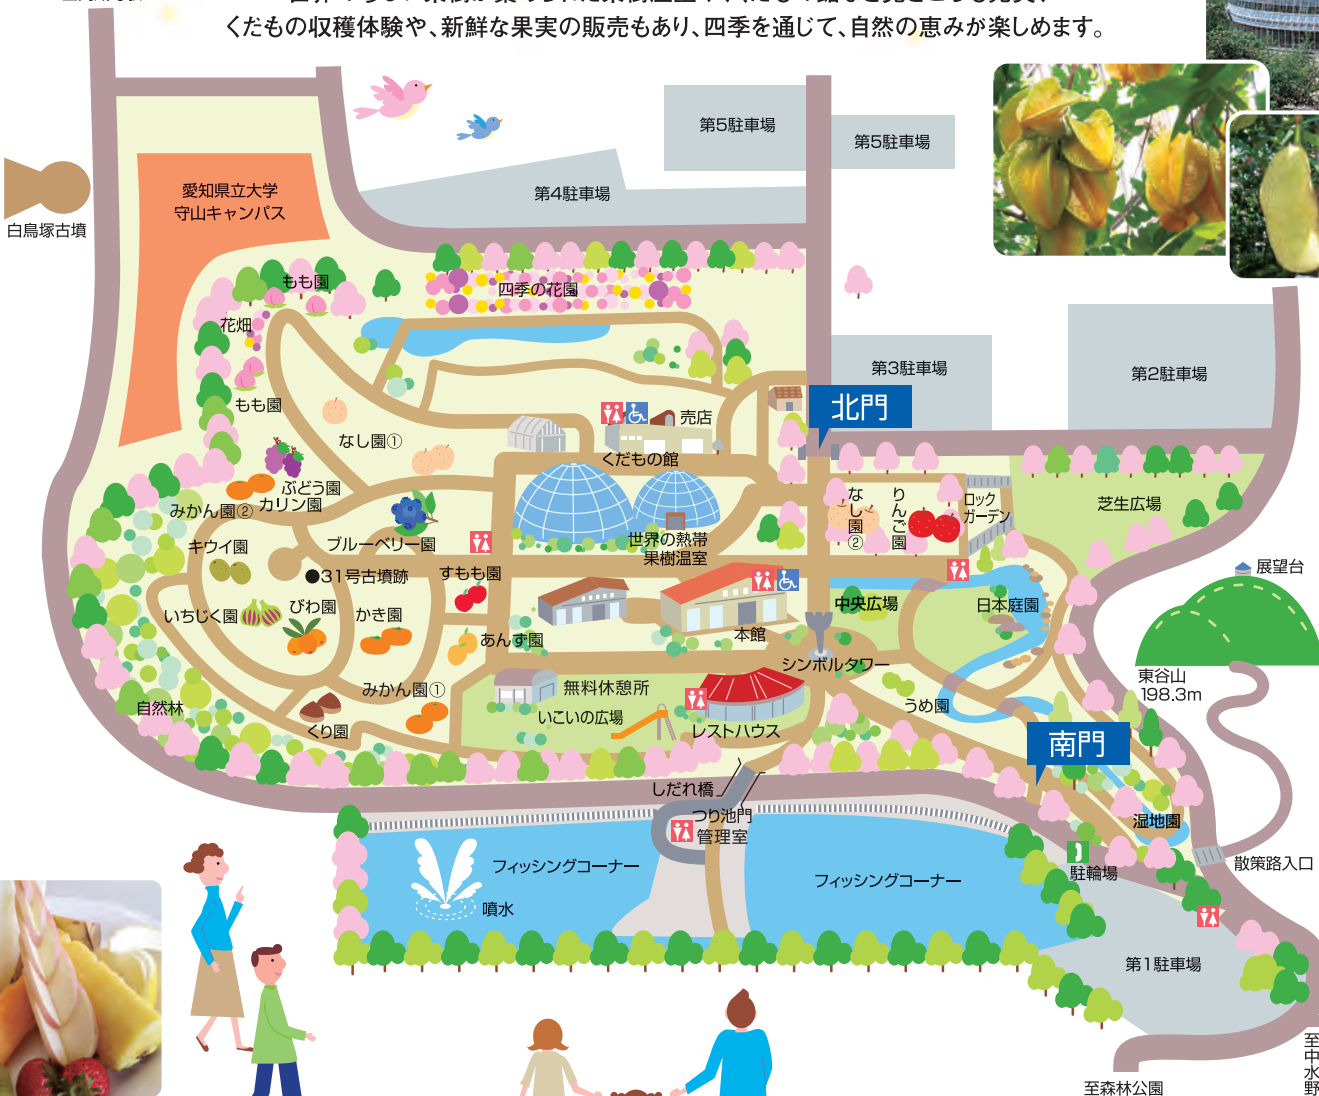 くだもの収穫体験や、新鮮な果実の販売もあり、四季を通じて、自然の恵みが楽しめます。
第5駐車場
第5駐車場
第4駐車場
愛知県立大学
守山キャンパス
白鳥塚古墳
もも園
四季の花園
花畑
第3駐車場
第2駐車場
北門
もも園
売店
なし園①
くだもの館
ぶどう園
カリン園
みかん園②
なし園②
りんご園
ロック
ガーデン
芝生広場
キウイ園
ブルーベリー園
世界の熱帯
果樹温室
展望台
●31号古墳跡
すもも園
いちじく園
びわ園
かき園
中央広場
日本庭園
あんず園
本館
シンボルタワー
東谷山
198.3m
みかん園①
無料休憩所
自然林
いこいの広場
うめ園
くり園
レストハウス
南門
しだれ橋
つり池門
管理室
湿地園
フィッシングコーナー
フィッシングコーナー
駐輪場
散策路入口
噴水
第1駐車場
至森林公園
至中水野